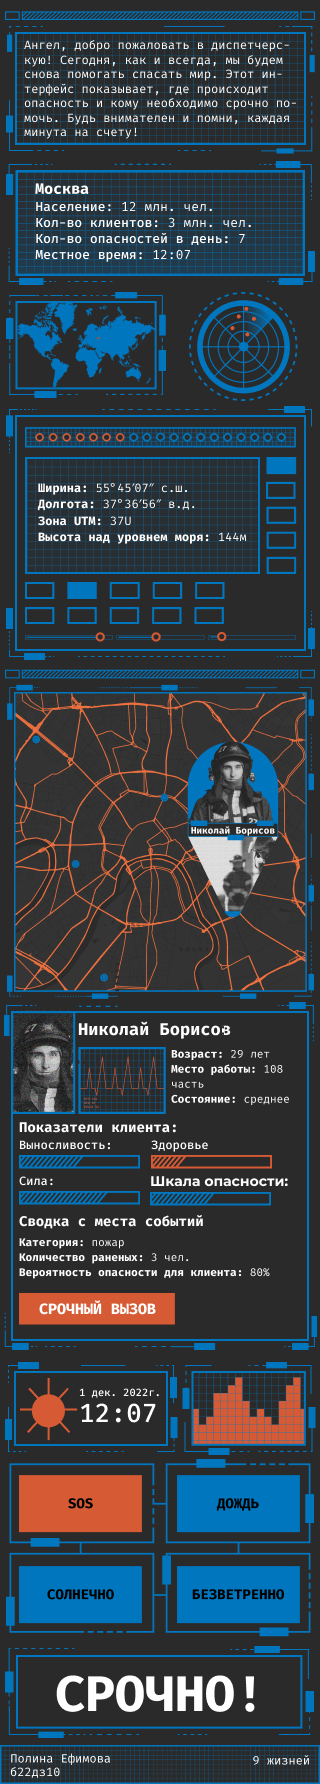 Ангел, добро пожаловать в диспетчерс-
кую! Сегодня, как и всегда, мы будем
снова помогать спасать мир. Этот ин-
терфейс показывает, где происходит
опасность и кому необходимо срочно по-
мочь. Будь внимателен и помни, каждая
минута на счету!
Москва
Население: 12 млн. чел.
Кол-во клиентов: 3 млн. чел.
Кол-во опасностей в день: 7
Местное время: 12:07
Ширина: 55°45′07″ с.ш.
Долгота: 37°36′56″ в.д.
Зона UTM: 37U
Высота над уровнем моря: 144м
Николай Борисов
Николай Борисов
Возраст: 29 лет
Место работы: 108
часть
Состояние: среднее
Показатели клиента:
Выносливость: Здоровье
Сила: Шкала опасности:
Сводка с места событий
Категория: пожар
Количество раненых: 3 чел.
Вероятность опасности для клиента: 80%
СРОЧНЫЙ ВЫЗОВ
1 дек. 2022г.
12:07
SOS ДОЖДЬ
СОЛНЕЧНО БЕЗВЕТРЕННО
СРОЧНО!
Полина Ефимова 9 жизней
б22дз10